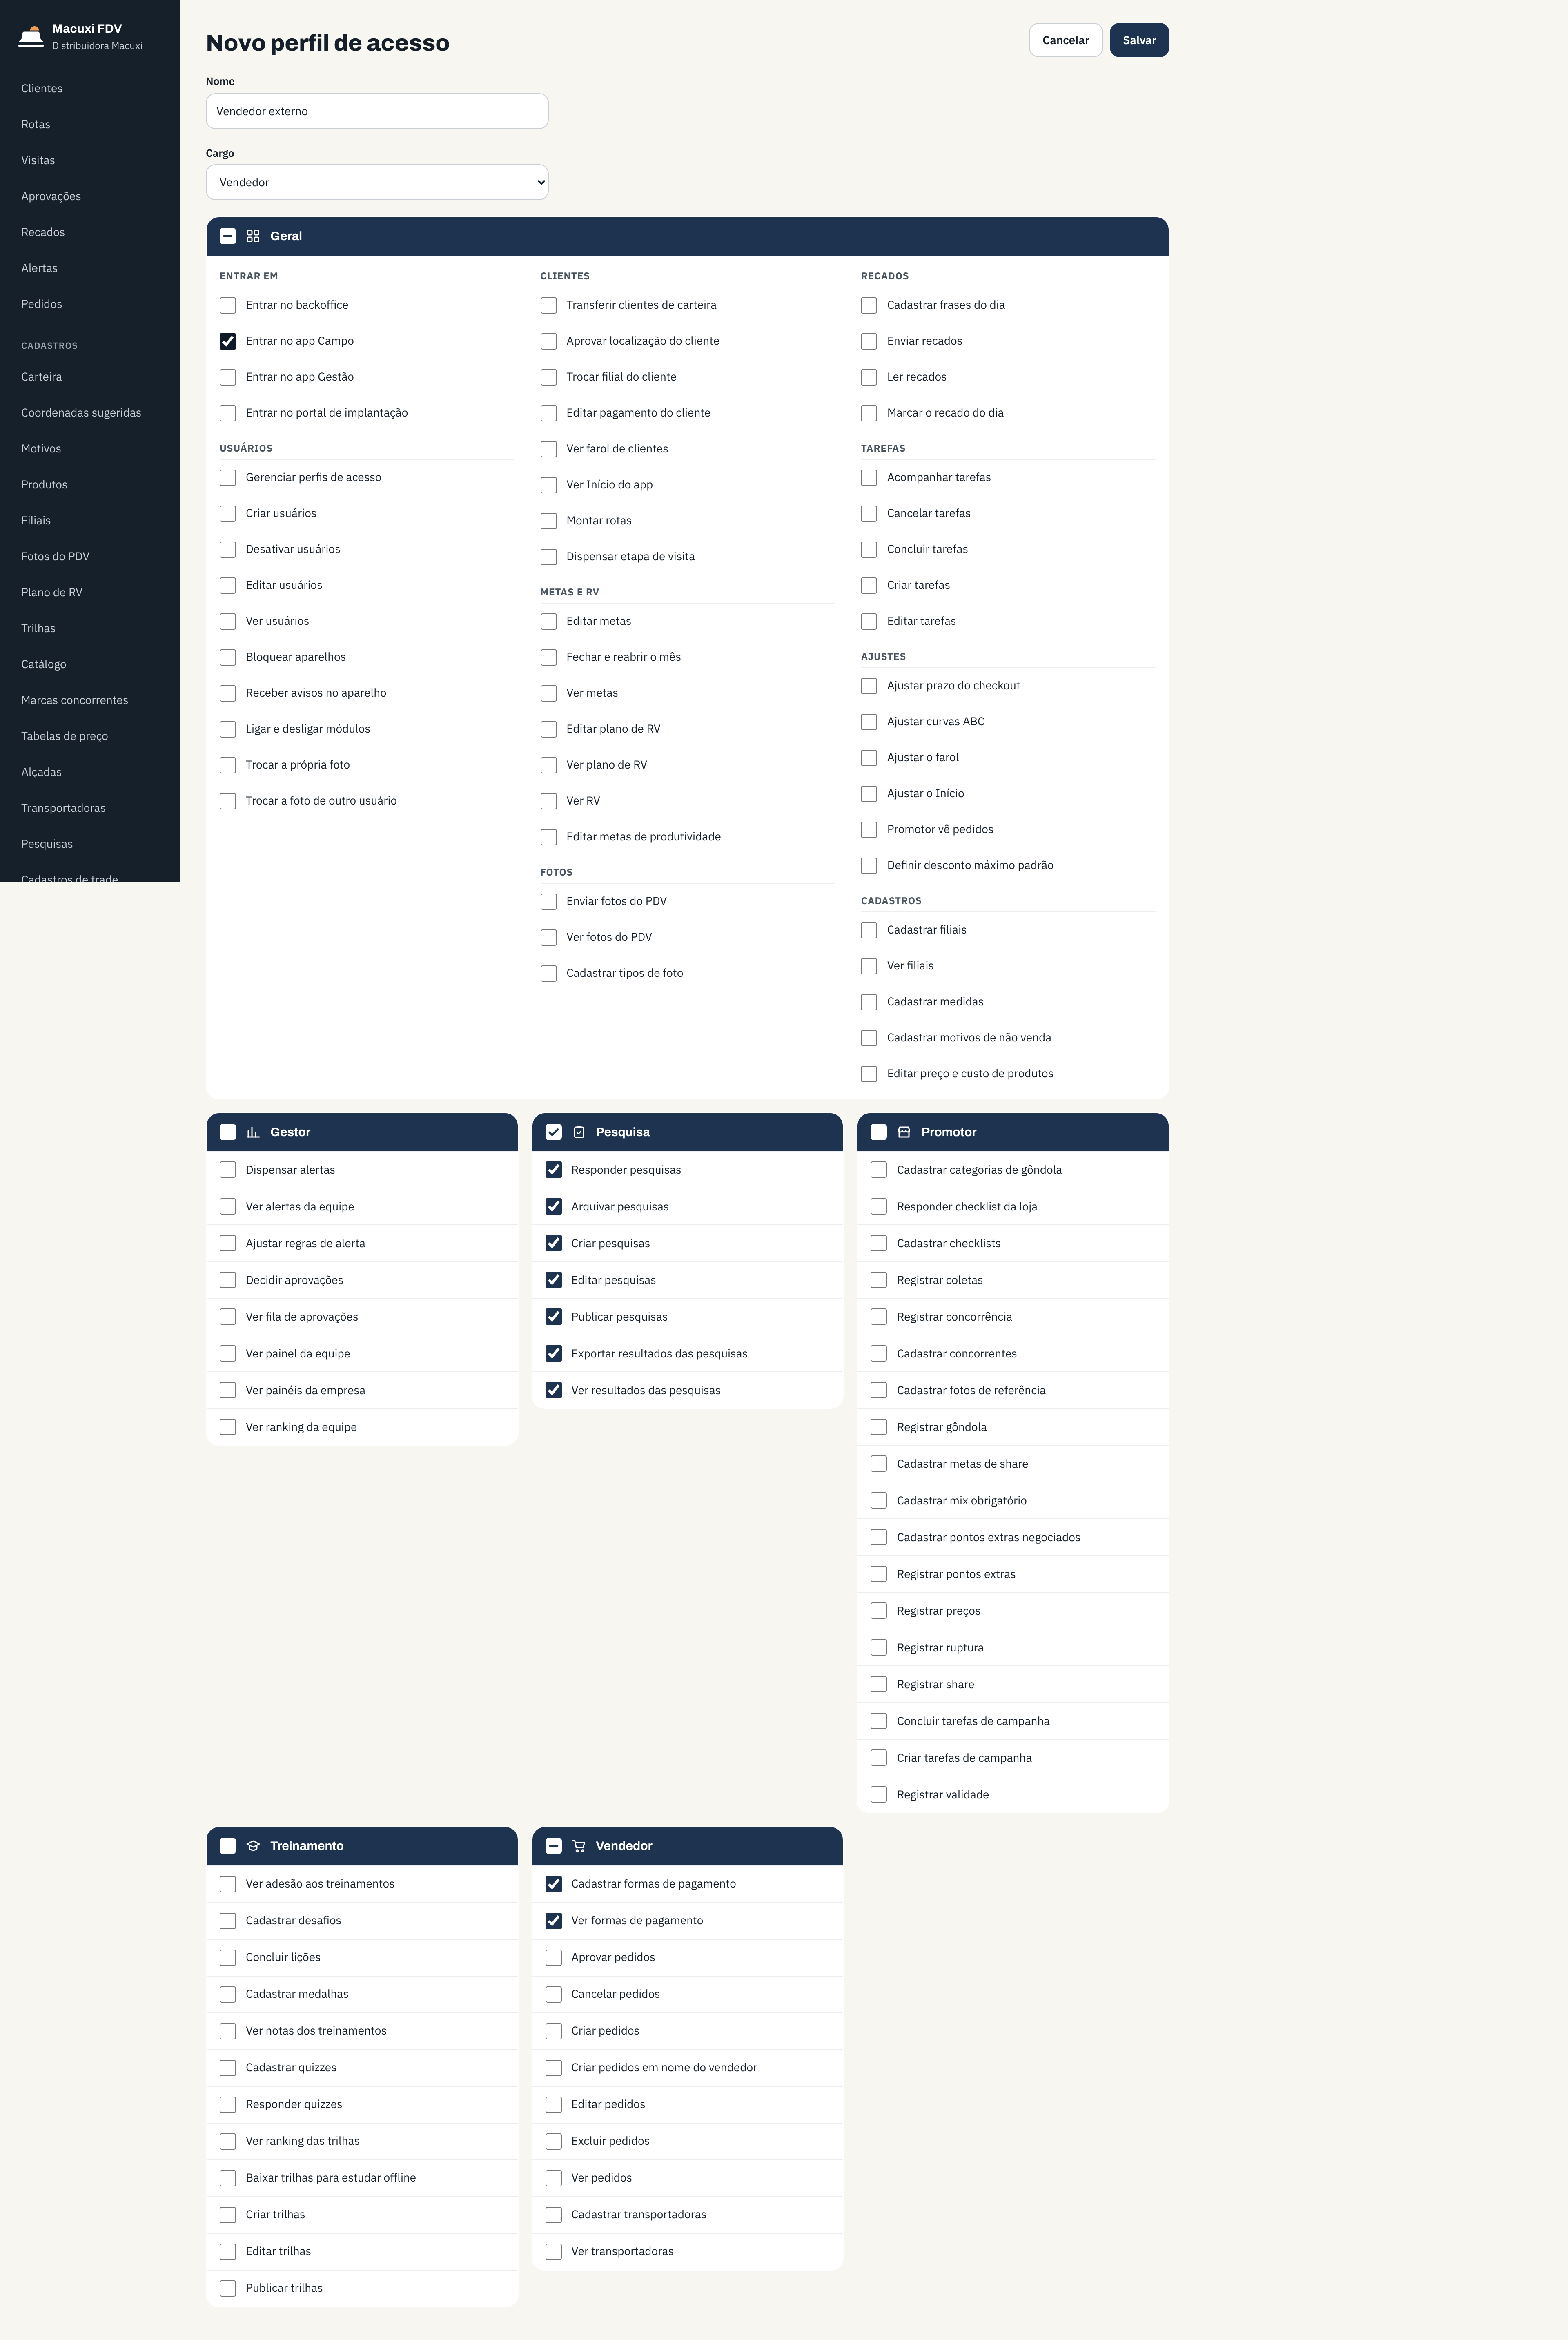 Macuxi FDV
Distribuidora Macuxi
Clientes
Rotas
Visitas
Aprovações
Recados
Alertas
Pedidos
CADASTROS
Carteira
Coordenadas sugeridas
Motivos
Produtos
Filiais
Fotos do PDV
Plano de RV
Trilhas
Catálogo
Marcas concorrentes
Tabelas de preço
Alçadas
Transportadoras
Pesquisas
Cadastros de trade
Novo perfil de acesso
Cancelar
Salvar
Nome
Vendedor externo
Cargo
Vendedor
Geral
ENTRAR EM
Entrar no backoffice
Entrar no app Campo
Entrar no app Gestão
Entrar no portal de implantação
USUÁRIOS
Gerenciar perfis de acesso
Criar usuários
Desativar usuários
Editar usuários
Ver usuários
Bloquear aparelhos
Receber avisos no aparelho
Ligar e desligar módulos
Trocar a própria foto
Trocar a foto de outro usuário
CLIENTES
Transferir clientes de carteira
Aprovar localização do cliente
Trocar filial do cliente
Editar pagamento do cliente
Ver farol de clientes
Ver Início do app
Montar rotas
Dispensar etapa de visita
METAS E RV
Editar metas
Fechar e reabrir o mês
Ver metas
Editar plano de RV
Ver plano de RV
Ver RV
Editar metas de produtividade
FOTOS
Enviar fotos do PDV
Ver fotos do PDV
Cadastrar tipos de foto
RECADOS
Cadastrar frases do dia
Enviar recados
Ler recados
Marcar o recado do dia
TAREFAS
Acompanhar tarefas
Cancelar tarefas
Concluir tarefas
Criar tarefas
Editar tarefas
AJUSTES
Ajustar prazo do checkout
Ajustar curvas ABC
Ajustar o farol
Ajustar o Início
Promotor vê pedidos
Definir desconto máximo padrão
CADASTROS
Cadastrar filiais
Ver filiais
Cadastrar medidas
Cadastrar motivos de não venda
Editar preço e custo de produtos
Gestor
Dispensar alertas
Ver alertas da equipe
Ajustar regras de alerta
Decidir aprovações
Ver fila de aprovações
Ver painel da equipe
Ver painéis da empresa
Ver ranking da equipe
Pesquisa
Responder pesquisas
Arquivar pesquisas
Criar pesquisas
Editar pesquisas
Publicar pesquisas
Exportar resultados das pesquisas
Ver resultados das pesquisas
Promotor
Cadastrar categorias de gôndola
Responder checklist da loja
Cadastrar checklists
Registrar coletas
Registrar concorrência
Cadastrar concorrentes
Cadastrar fotos de referência
Registrar gôndola
Cadastrar metas de share
Cadastrar mix obrigatório
Cadastrar pontos extras negociados
Registrar pontos extras
Registrar preços
Registrar ruptura
Registrar share
Concluir tarefas de campanha
Criar tarefas de campanha
Registrar validade
Treinamento
Ver adesão aos treinamentos
Cadastrar desafios
Concluir lições
Cadastrar medalhas
Ver notas dos treinamentos
Cadastrar quizzes
Responder quizzes
Ver ranking das trilhas
Baixar trilhas para estudar offline
Criar trilhas
Editar trilhas
Publicar trilhas
Vendedor
Cadastrar formas de pagamento
Ver formas de pagamento
Aprovar pedidos
Cancelar pedidos
Criar pedidos
Criar pedidos em nome do vendedor
Editar pedidos
Excluir pedidos
Ver pedidos
Cadastrar transportadoras
Ver transportadoras